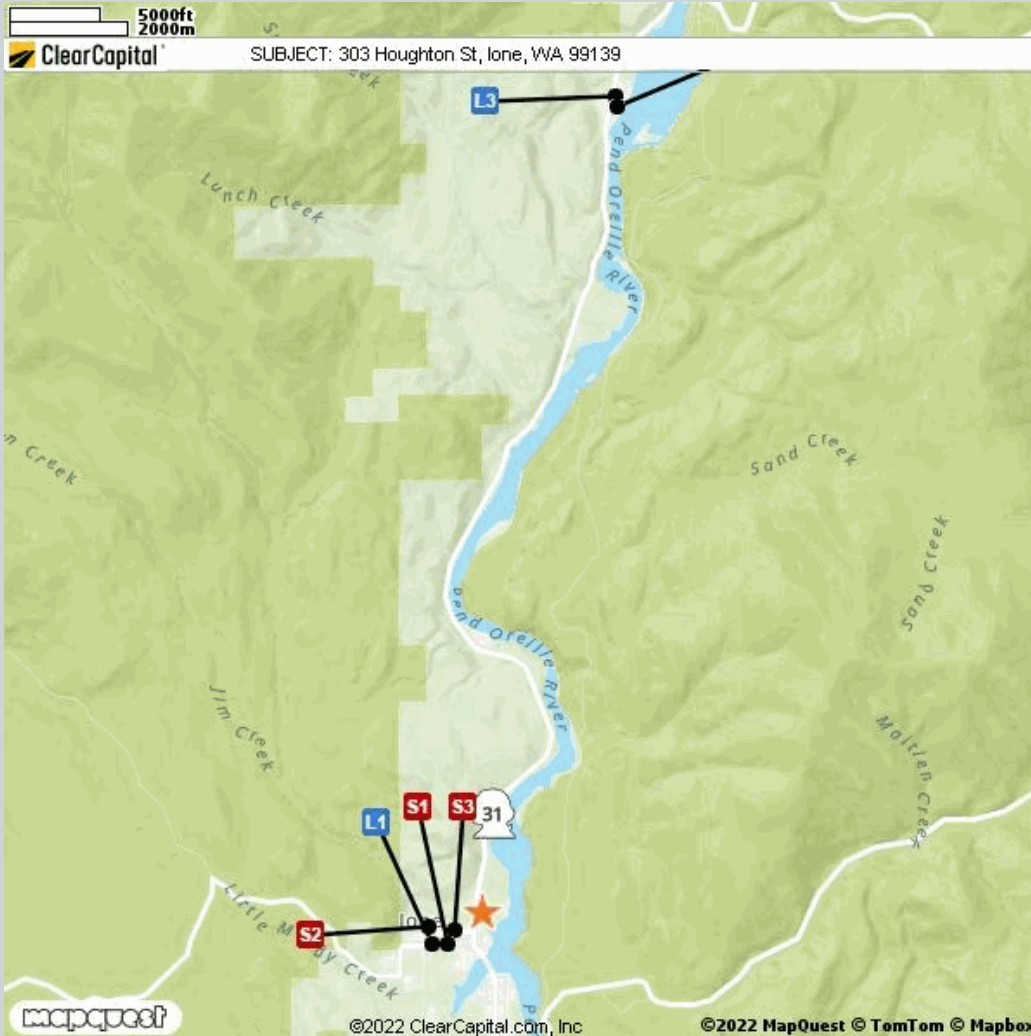 5000ft
2000m
ClearCapital
SUBJECT: 303 Houghton St, Ione, WA 99139
L3
Pend Oreille River
Lunch Creek
Creek
Sand Creek
Sand Creek
Pend Oreille River
Jim Creek
Maitlen Creek
L1
S1
S3
31
S2
Little Creek
mapquest
©2022 ClearCapital.com, Inc
©2022 MapQuest © TomTom © Mapbox